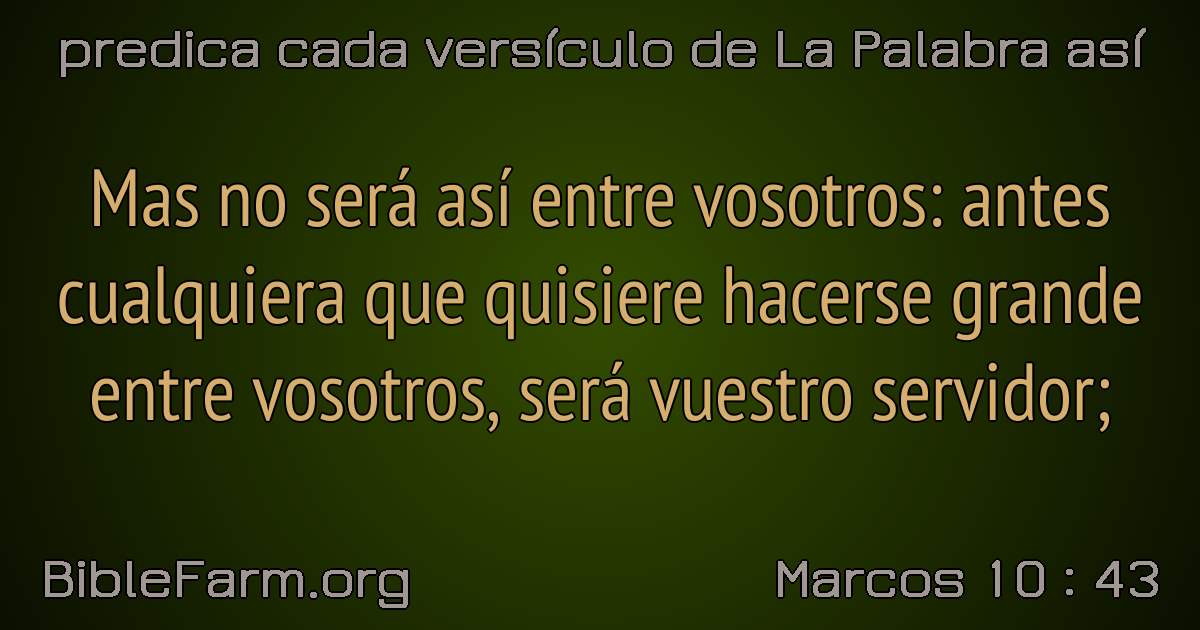 predica cada versículo de La Palabra así
Mas no será así entre vosotros: antes
cualquiera que quisiere hacerse grande
entre vosotros, será vuestro servidor;
BibleFarm.org
Marcos 10 : 43